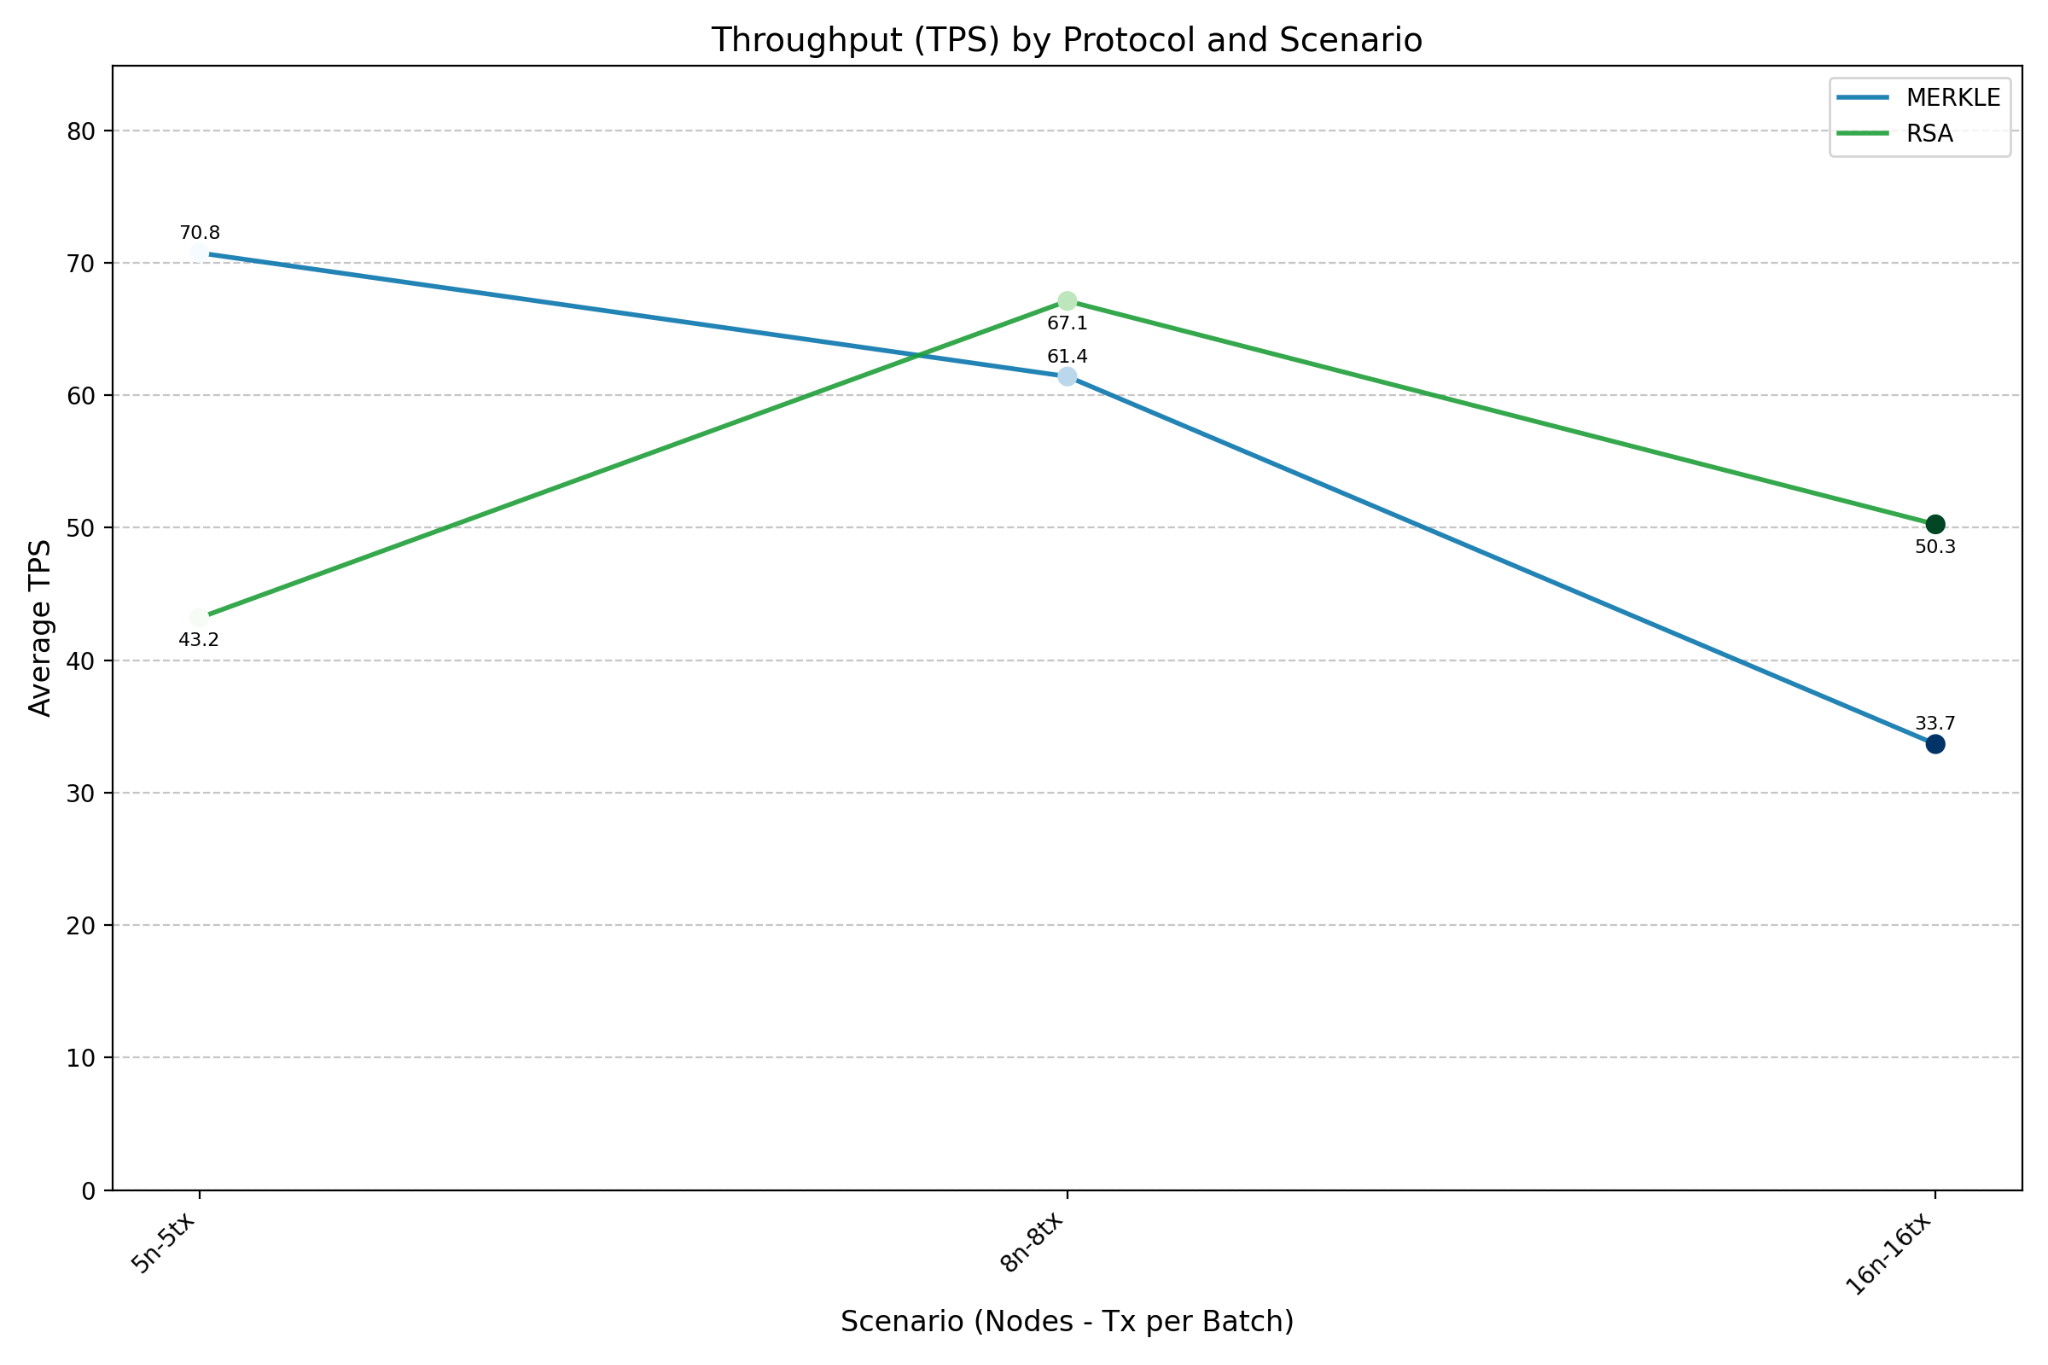 Throughput (TPS) by Protocol and Scenario
MERKLE
RSA
80
70
60
50
40
30
20
10
0
Average TPS
70.8
67.1
61.4
50.3
43.2
33.7
5n-5tx
8n-8tx
16n-16tx
Scenario (Nodes - Tx per Batch)